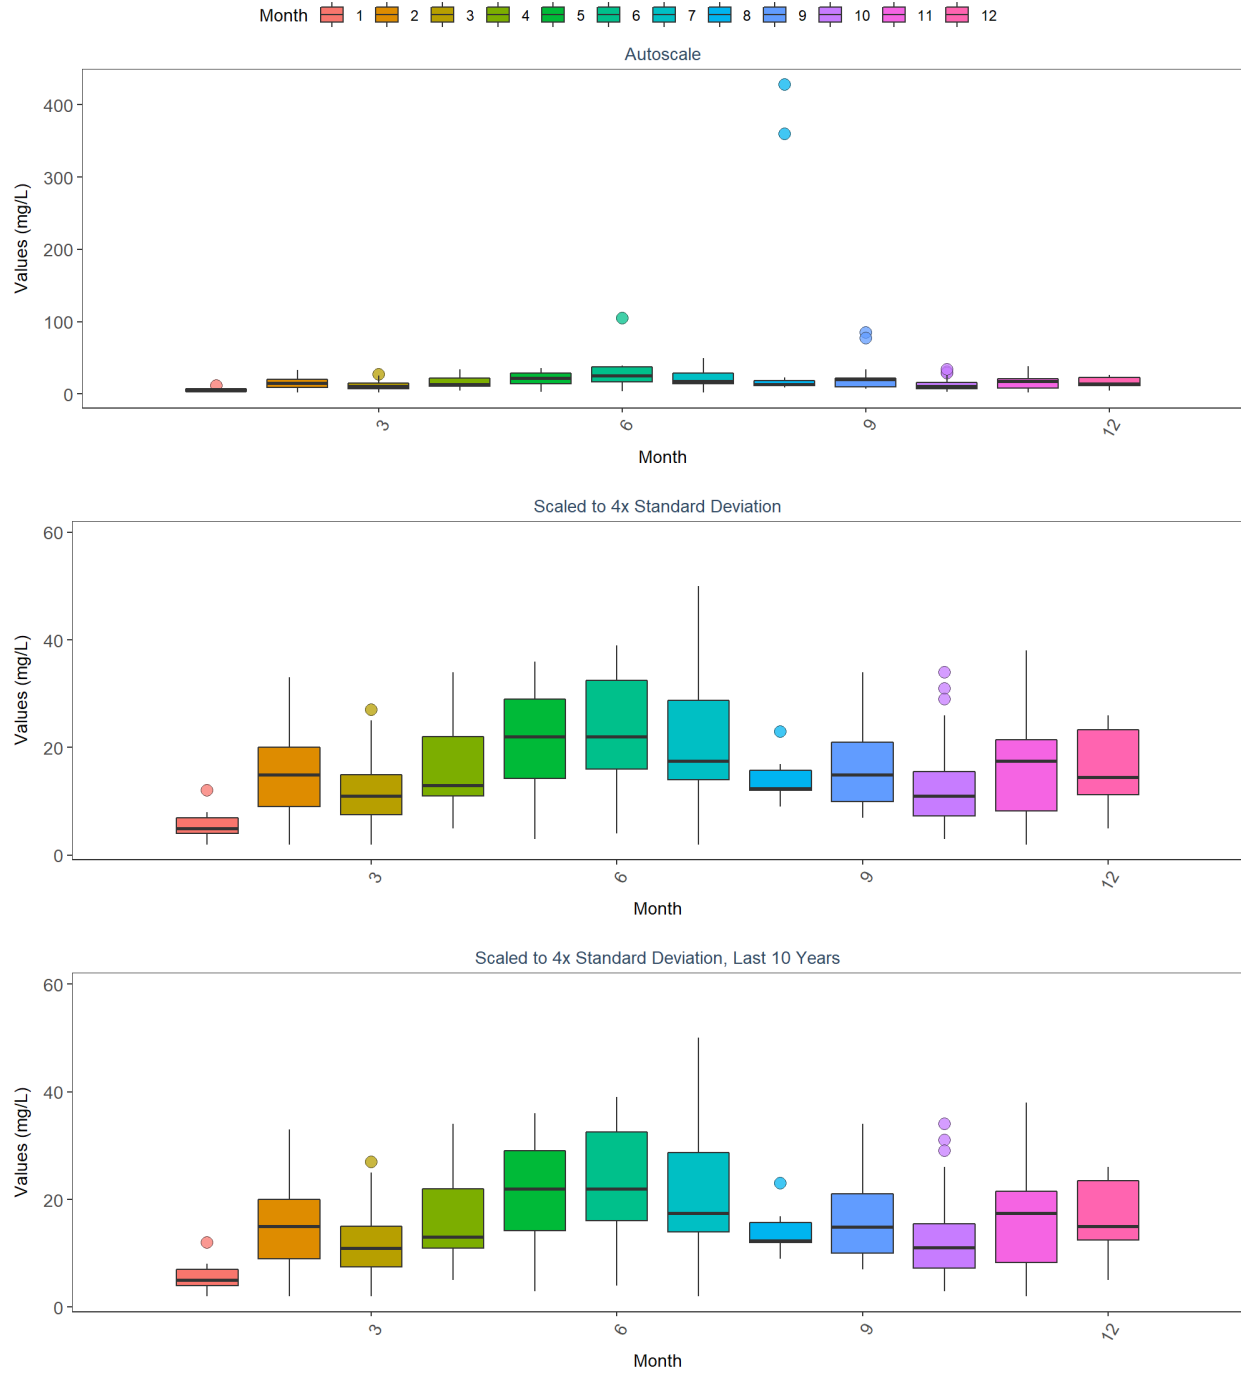 Month 1 2 3 4 5 6 7 8 9 10 11 12
Autoscale
Values (mg/L)
400
300
200
100
0
3 6 9 12
Month
Scaled to 4x Standard Deviation
Values (mg/L)
60
40
20
0
3 6 9 12
Month
Scaled to 4x Standard Deviation, Last 10 Years
Values (mg/L)
60
40
20
0
3 6 9 12
Month